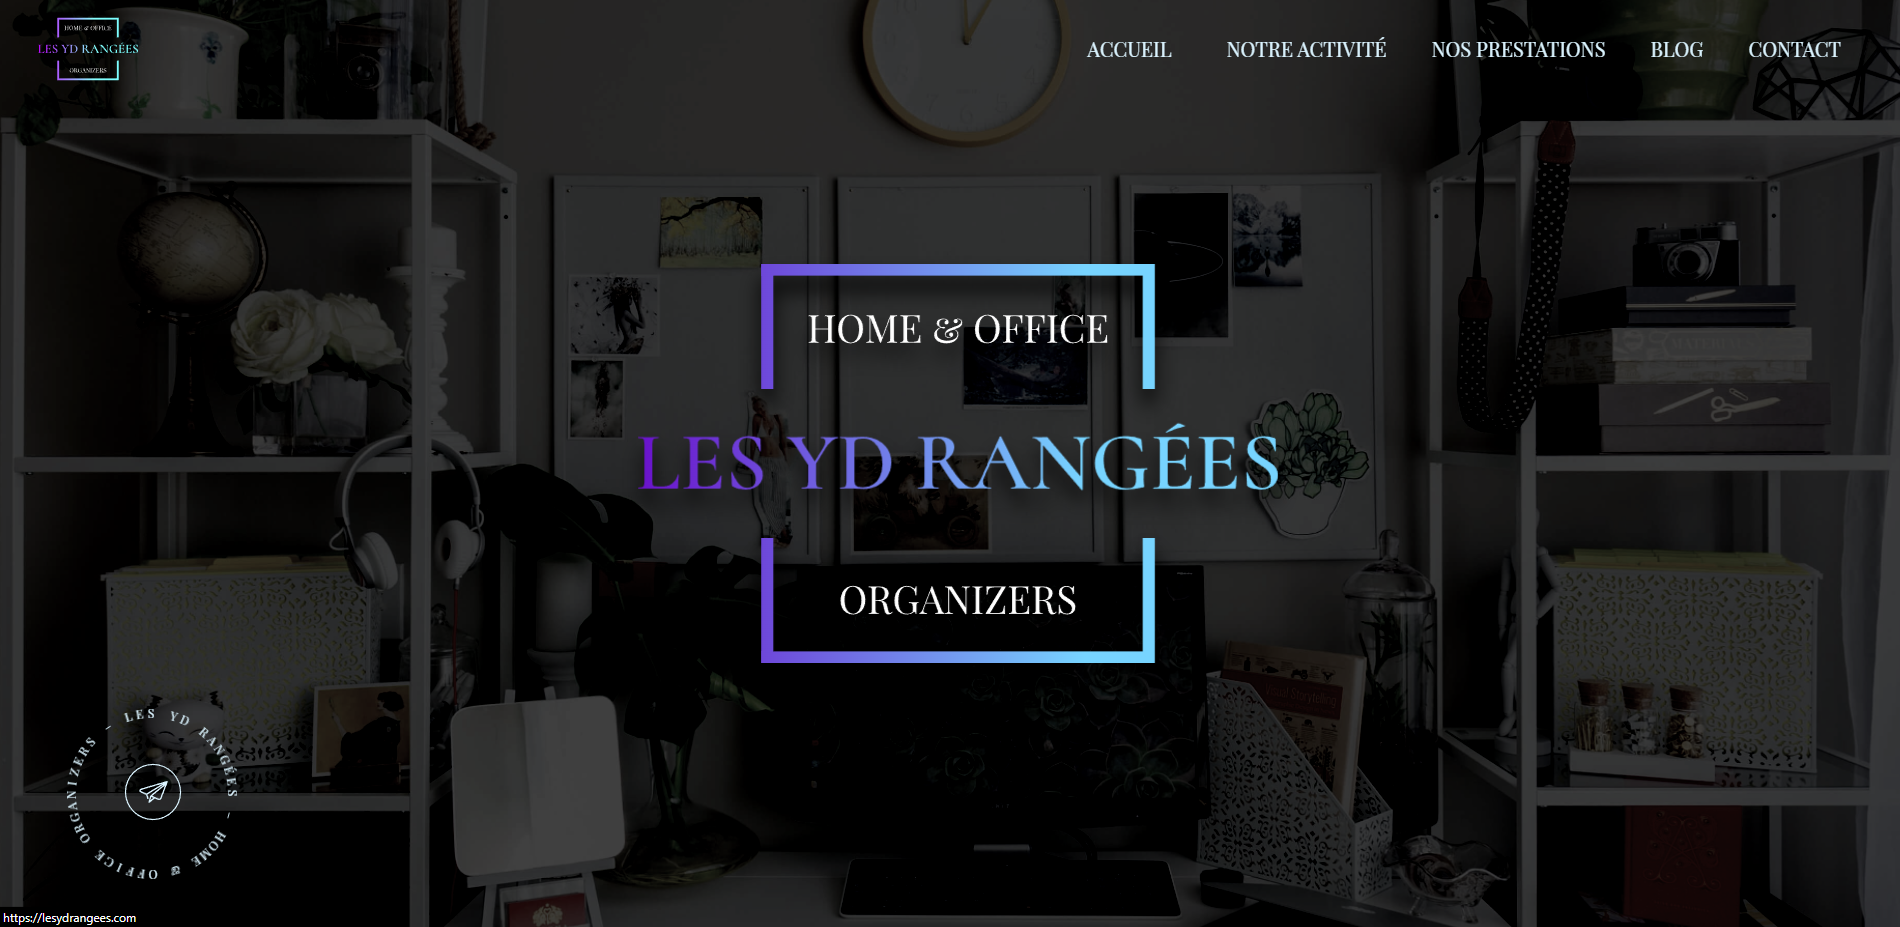 HOME & OFFICE
LES YD RANGÉES
ORGANIZERS
ACCUEIL
NOTRE ACTIVITÉ
NOS PRESTATIONS
BLOG
CONTACT
HOME & OFFICE
LES YD RANGÉES
ORGANIZERS
LES YD RANGÉES - HOME & OFFICE ORGANIZERS -
https://lesydrangees.com